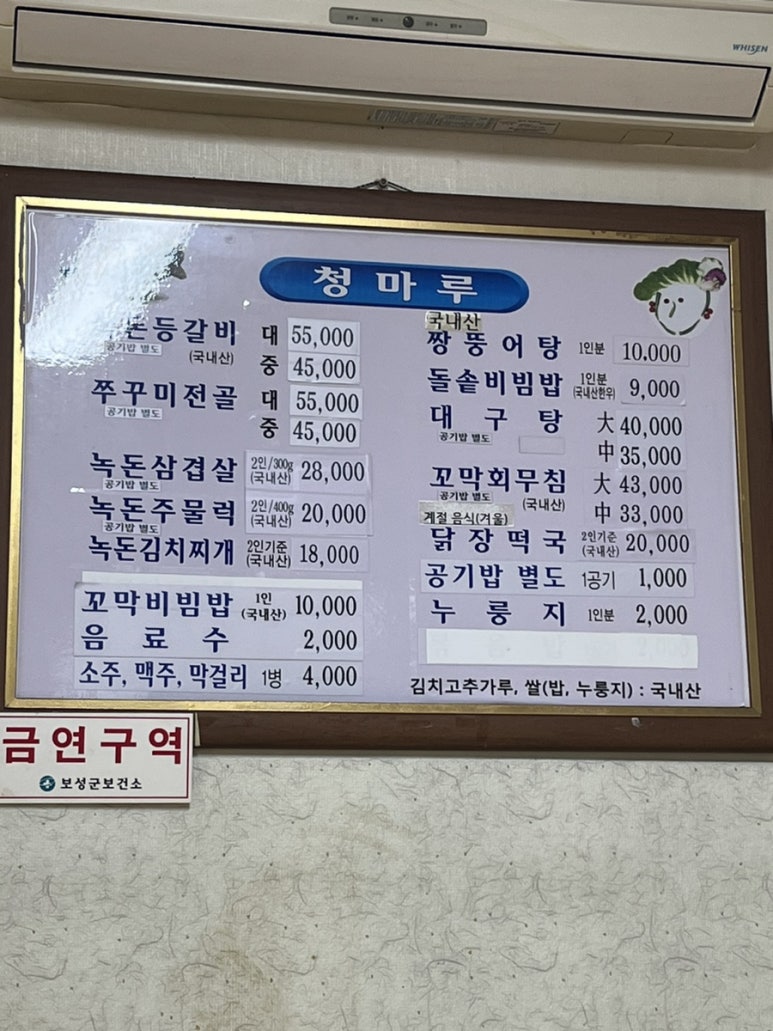 WHISEN
청마루
돈등갈비 대 55,000
공기밥 별도 (국내산) 중 45,000
쭈꾸미전골 대 55,000
공기밥 별도 중 45,000
녹돈삼겹살 2인/300g (국내산) 28,000
공기밥 별도
녹돈주물럭 2인/400g (국내산) 20,000
공기밥 별도
녹돈김치찌개 2인기준 (국내산) 18,000
꼬막비빔밥 1인 (국내산) 10,000
음료수 2,000
소주, 맥주, 막걸리 1병 4,000
국내산
짱뚱어탕 1인분 10,000
돌솥비빔밥 1인분 (국내산한우) 9,000
대구탕 大 40,000
공기밥 별도 中 35,000
꼬막회무침 大 43,000
공기밥 별도 (국내산) 中 33,000
계절 음식(겨울)
닭장떡국 2인기준 (국내산) 20,000
공기밥 별도 1공기 1,000
누룽지 1인분 2,000
김치고추가루, 쌀(밥, 누룽지) : 국내산
금연구역
보성군보건소